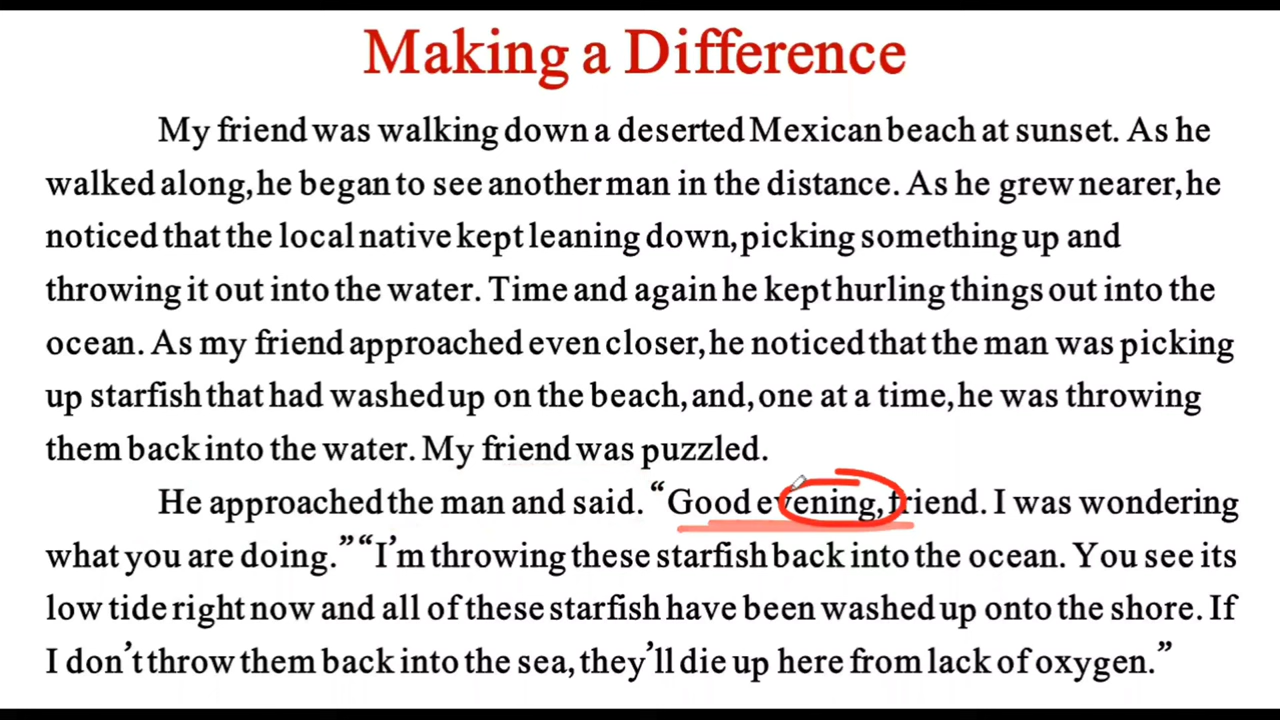 Making a Difference
My friend was walking down a deserted Mexican beach at sunset. As he
walked along, he began to see another man in the distance. As he grew nearer, he
noticed that the local native kept leaning down, picking something up and
throwing it out into the water. Time and again he kept hurling things out into the
ocean. As my friend approached even closer, he noticed that the man was picking
up starfish that had washed up on the beach, and, one at a time, he was throwing
them back into the water. My friend was puzzled.
He approached the man and said. “Good evening, friend. I was wondering
what you are doing.” “I’m throwing these starfish back into the ocean. You see its
low tide right now and all of these starfish have been washed up onto the shore. If
I don’t throw them back into the sea, they’ll die up here from lack of oxygen.”